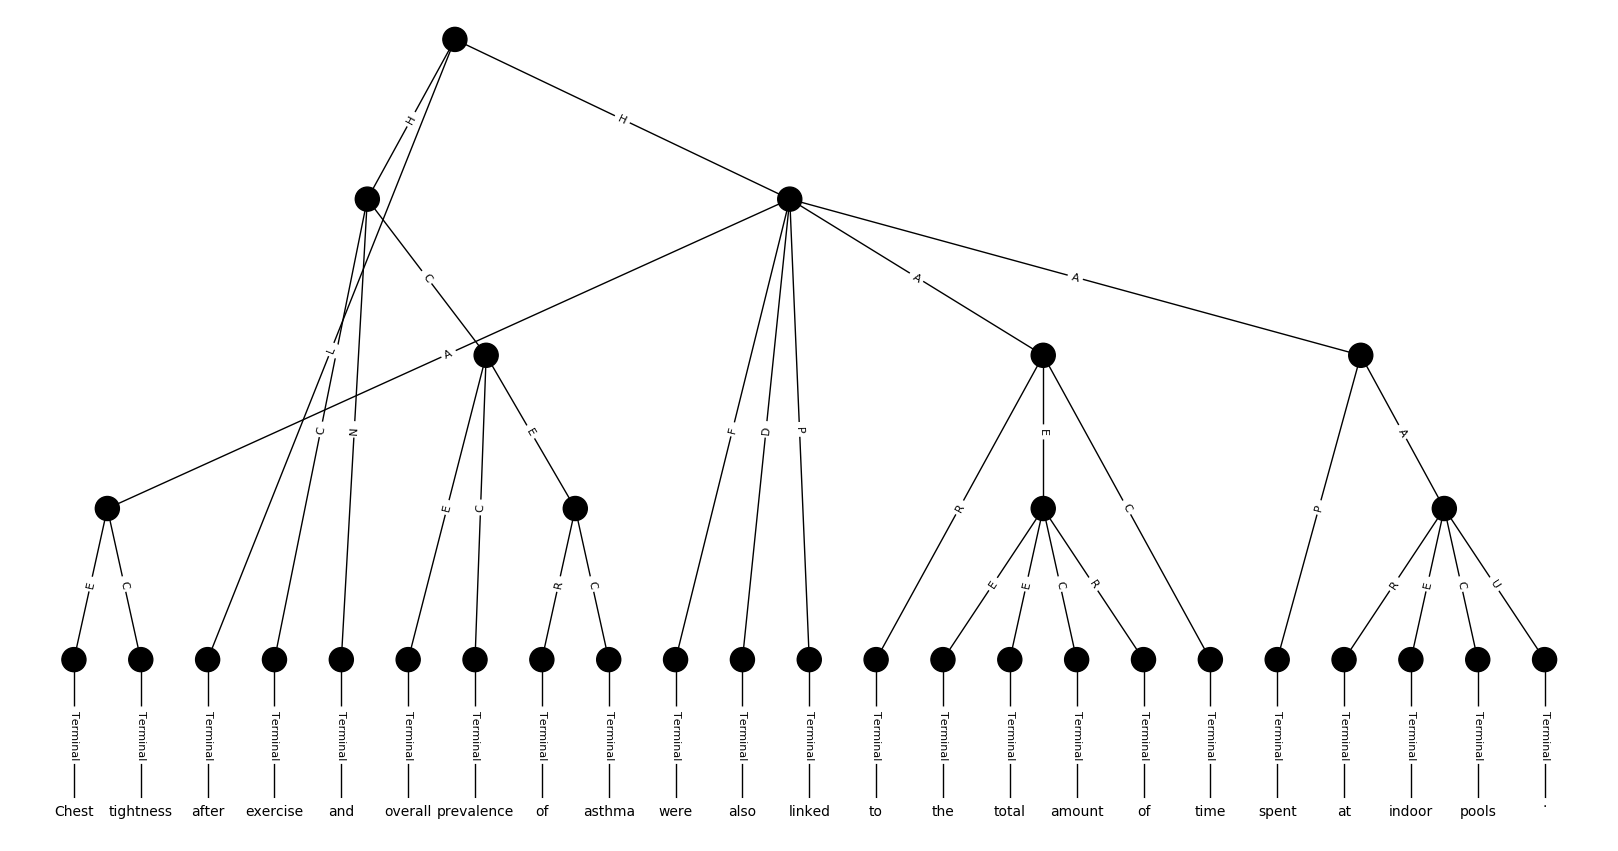 H H
C A A
L A
C N E F D P E A
E C R P
R C
E C R C E E C R R E C U
Terminal Terminal Terminal Terminal Terminal Terminal Terminal Terminal Terminal Terminal Terminal Terminal Terminal Terminal Terminal Terminal Terminal Terminal Terminal Terminal Terminal Terminal Terminal
Chest tightness after exercise and overall prevalence of asthma were also linked to the total amount of time spent at indoor pools .